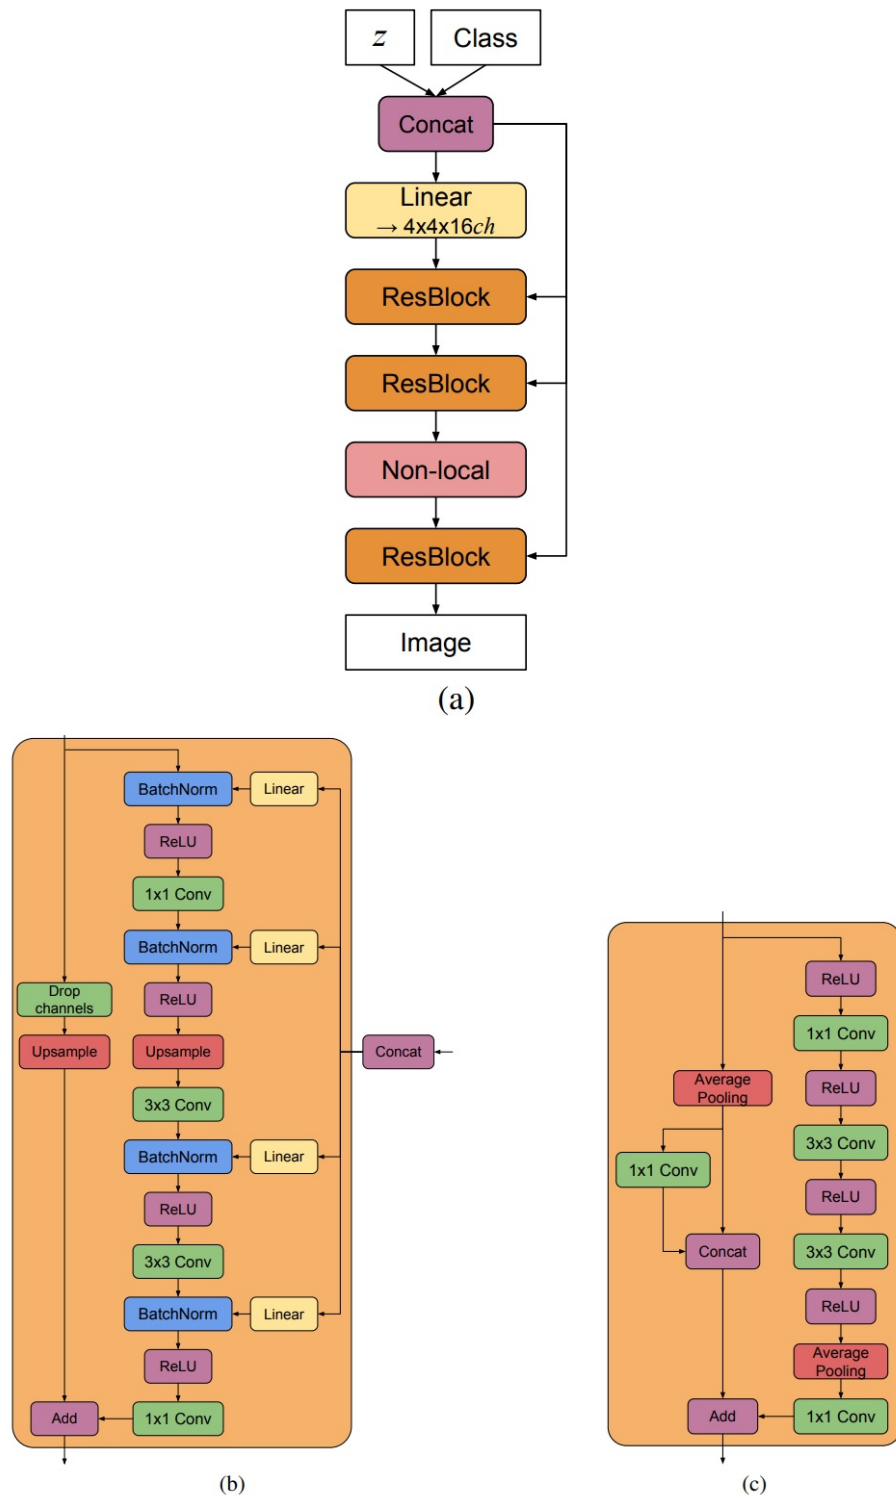 z
Class
Concat
Linear
→ 4x4x16ch
ResBlock
ResBlock
Non-local
ResBlock
Image
(a)
BatchNorm
Linear
ReLU
1x1 Conv
BatchNorm
Linear
Drop
channels
ReLU
Upsample
Upsample
Concat
3x3 Conv
BatchNorm
Linear
ReLU
3x3 Conv
BatchNorm
Linear
ReLU
Add
1x1 Conv
(b)
ReLU
1x1 Conv
Average
Pooling
ReLU
3x3 Conv
1x1 Conv
ReLU
Concat
3x3 Conv
ReLU
Average
Pooling
Add
1x1 Conv
(c)